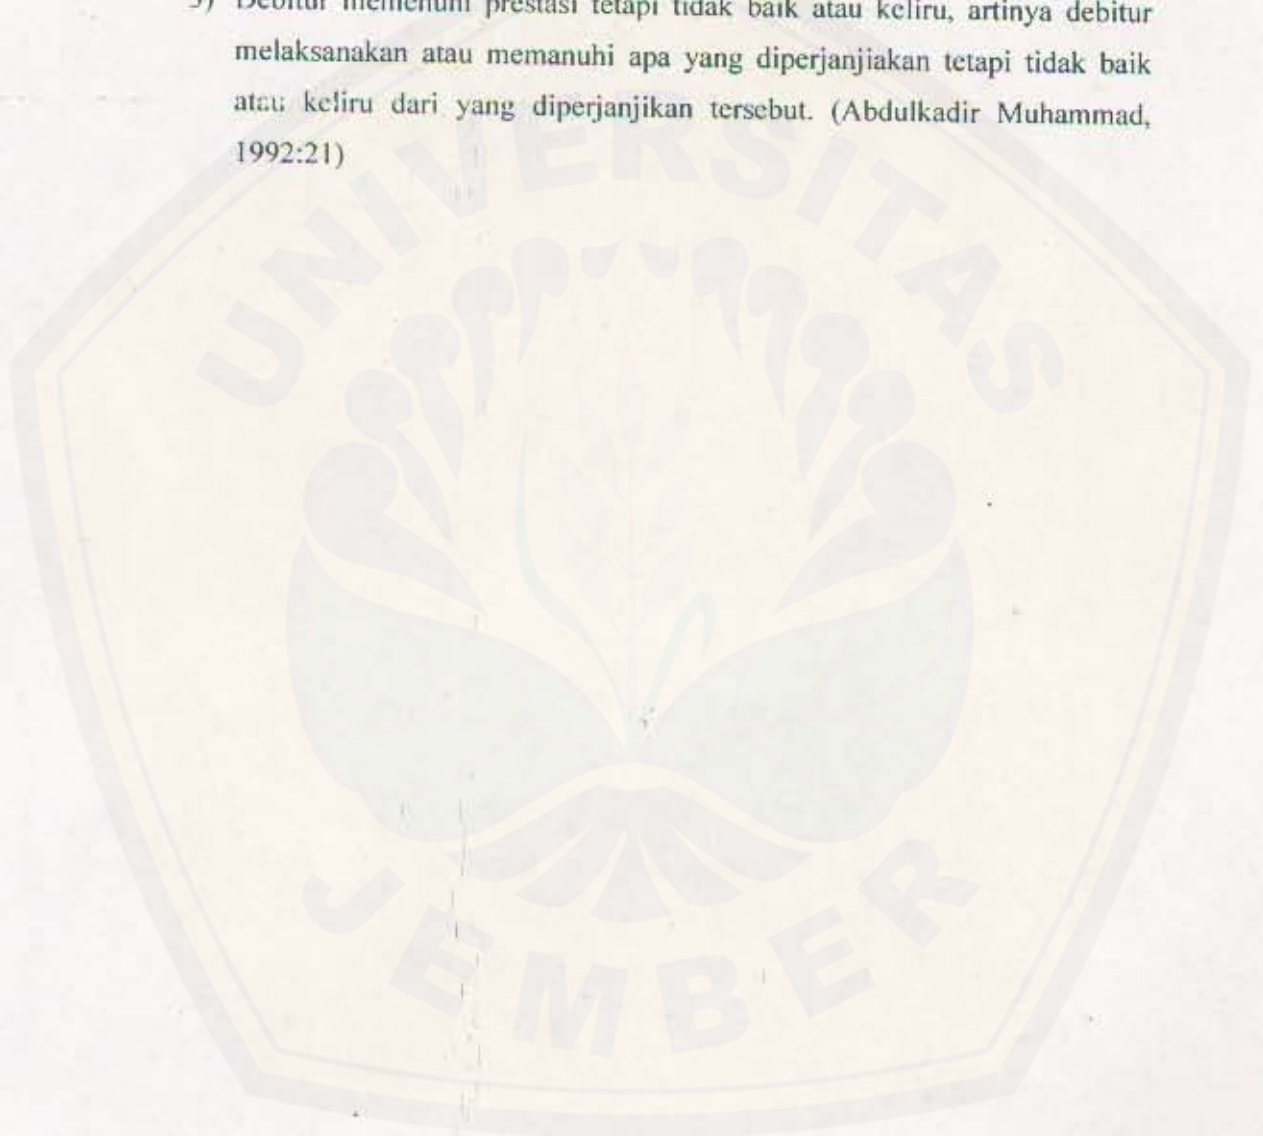 3) Debitur memenuhi prestasi tetapi tidak baik atau keliru, artinya debitur
melaksanakan atau memanuhi apa yang diperjanjiakan tetapi tidak baik
atau keliru dari yang diperjanjikan tersebut. (Abdulkadir Muhammad,
1992:21)
UNIVERSITAS
JEMBER